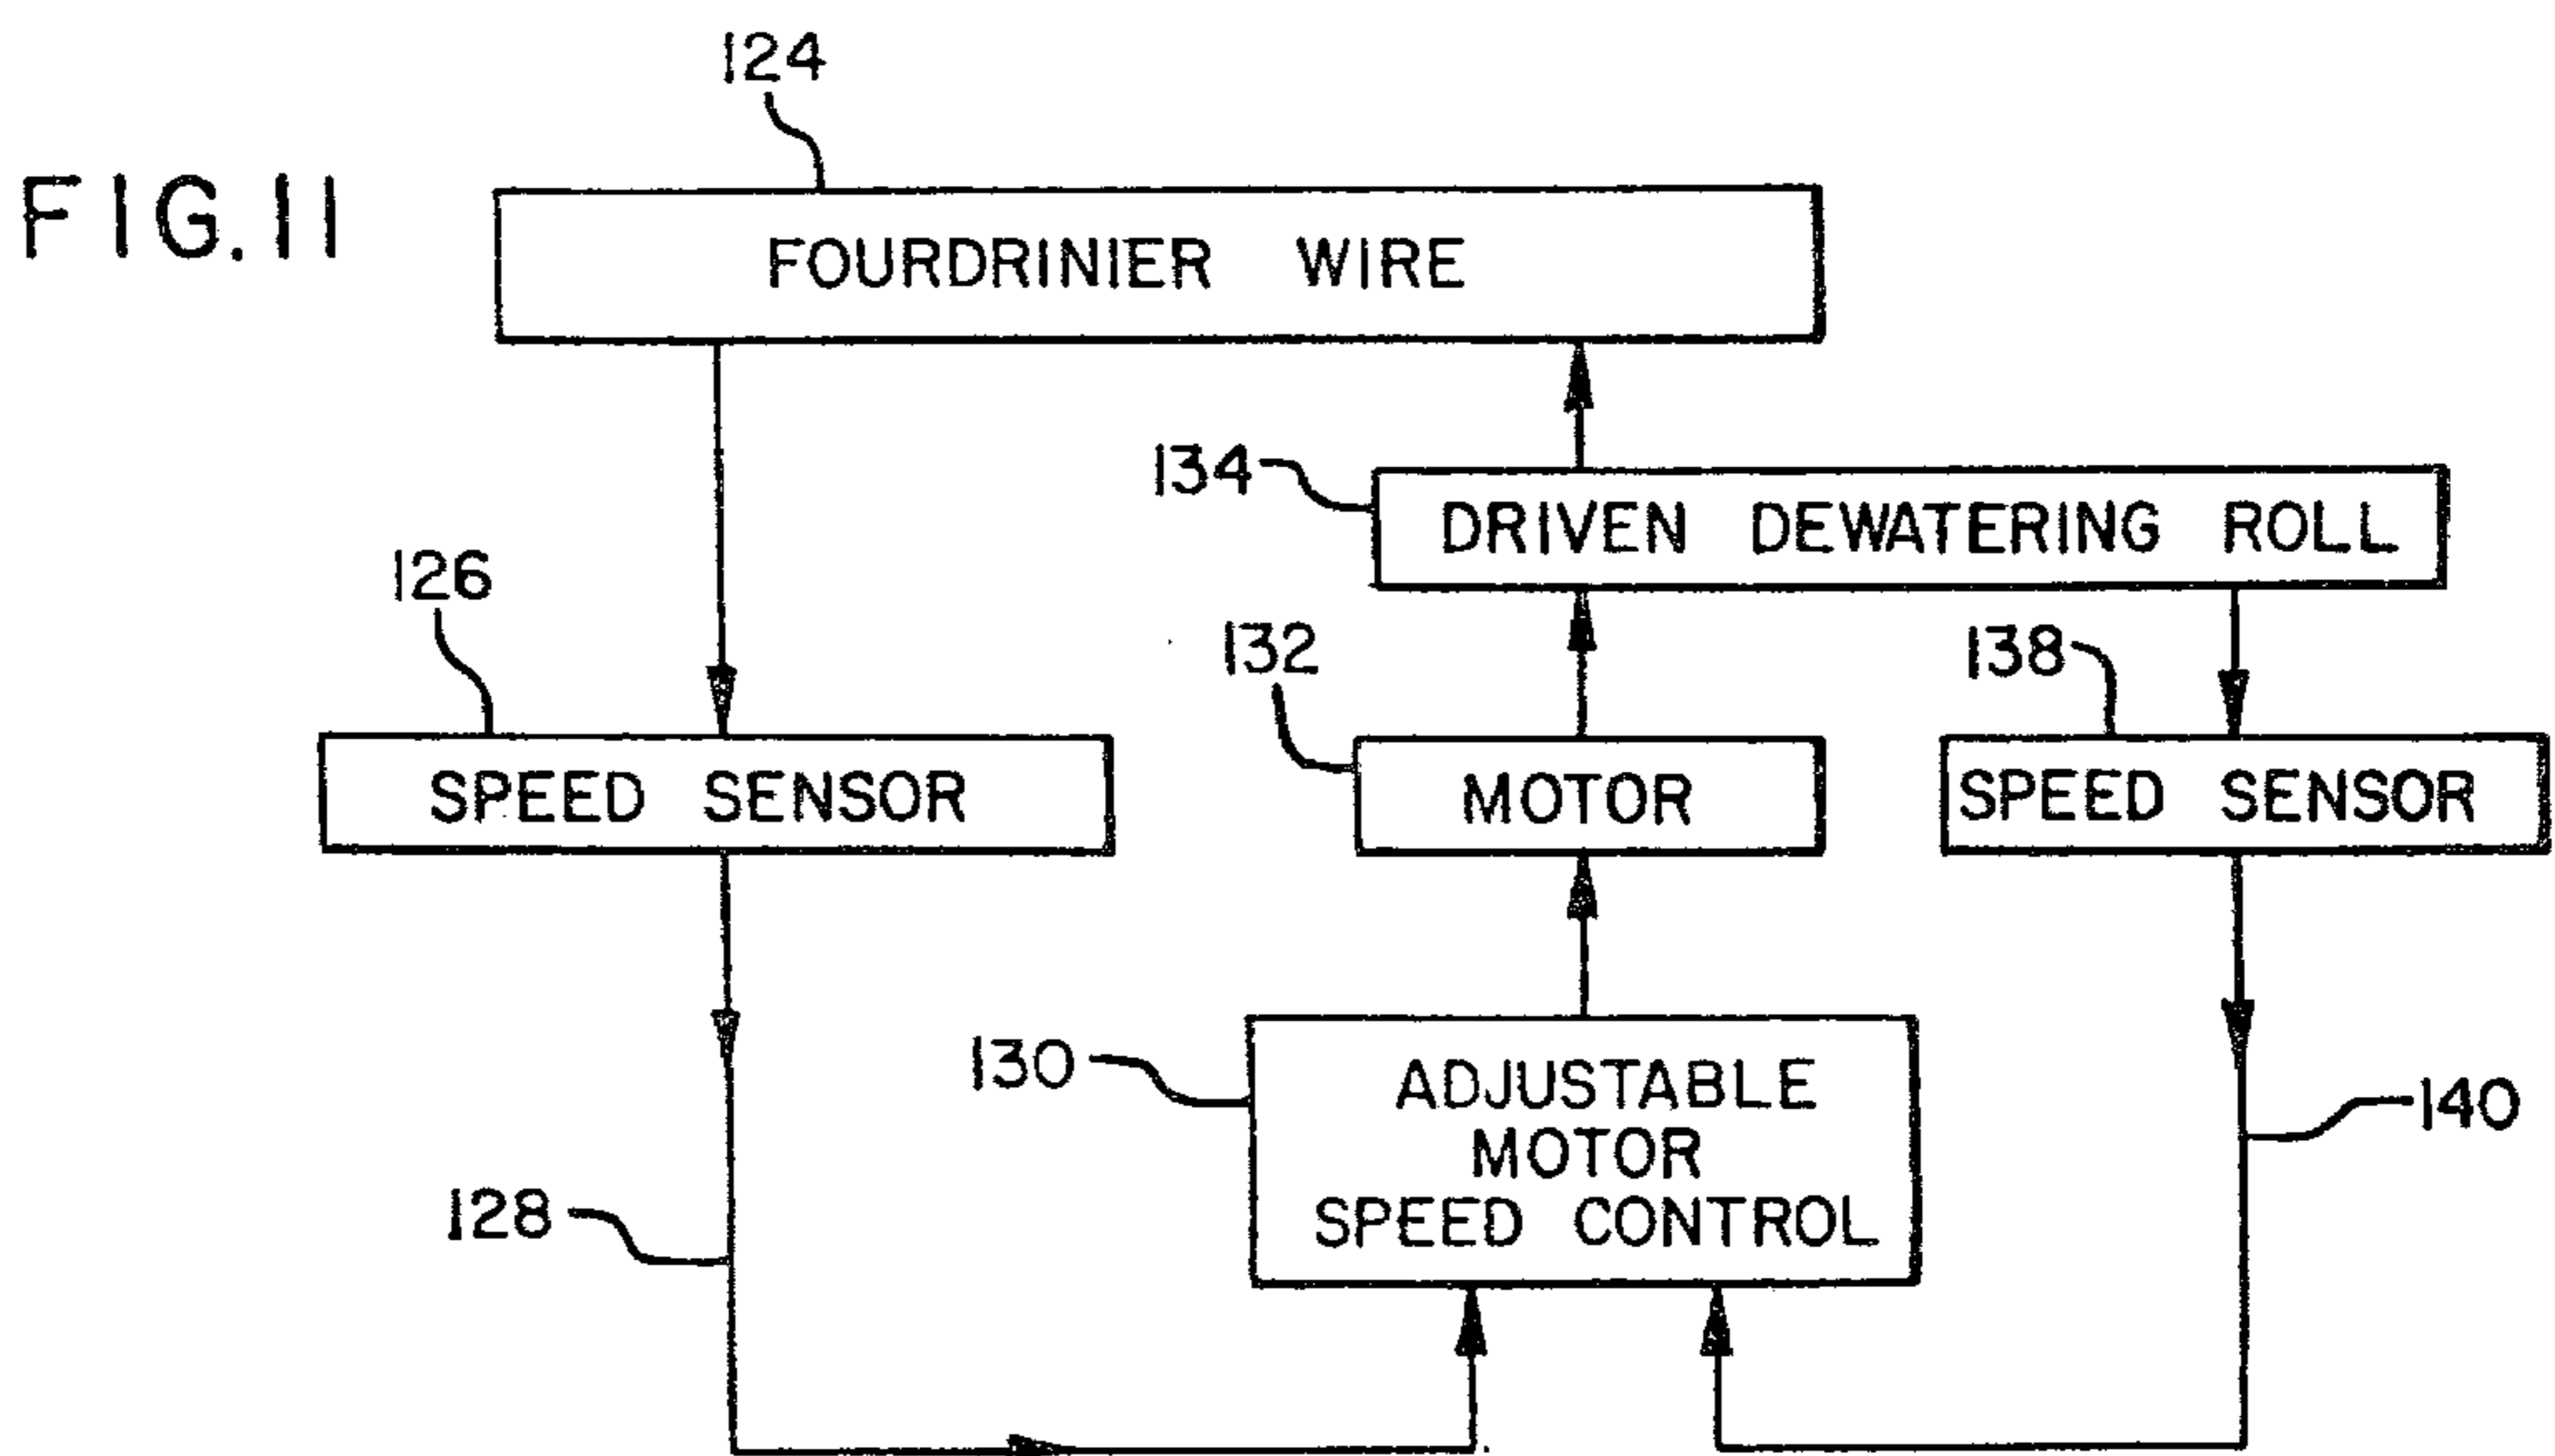 124
FIG. 11
FOURDRINIER WIRE
134
DRIVEN DEWATERING ROLL
126
132
138
SPEED SENSOR
MOTOR
SPEED SENSOR
130
ADJUSTABLE
MOTOR
SPEED CONTROL
140
128